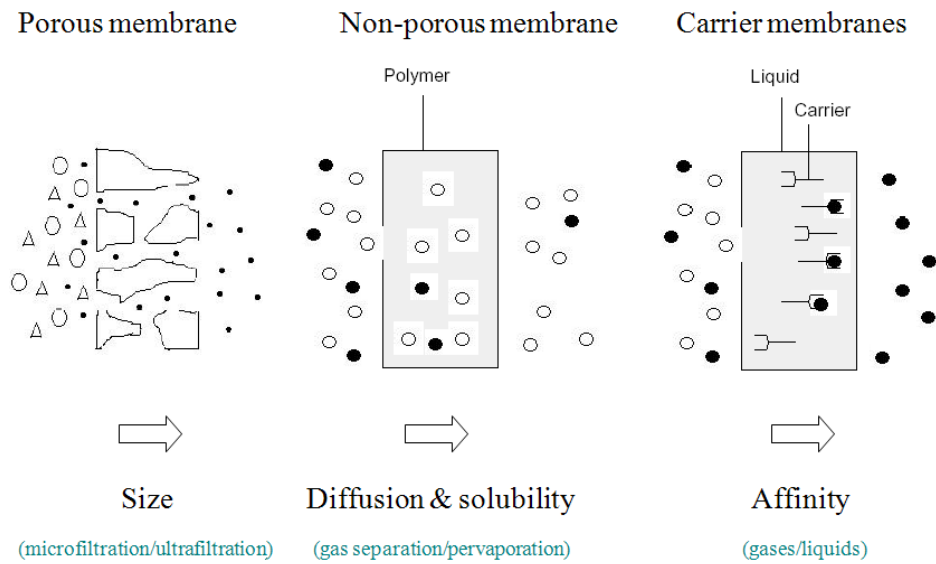 Porous membrane
Non-porous membrane
Carrier membranes
Polymer
Liquid
Carrier
Size
Diffusion & solubility
Affinity
(microfiltration/ultrafiltration)
(gas separation/pervaporation)
(gases/liquids)